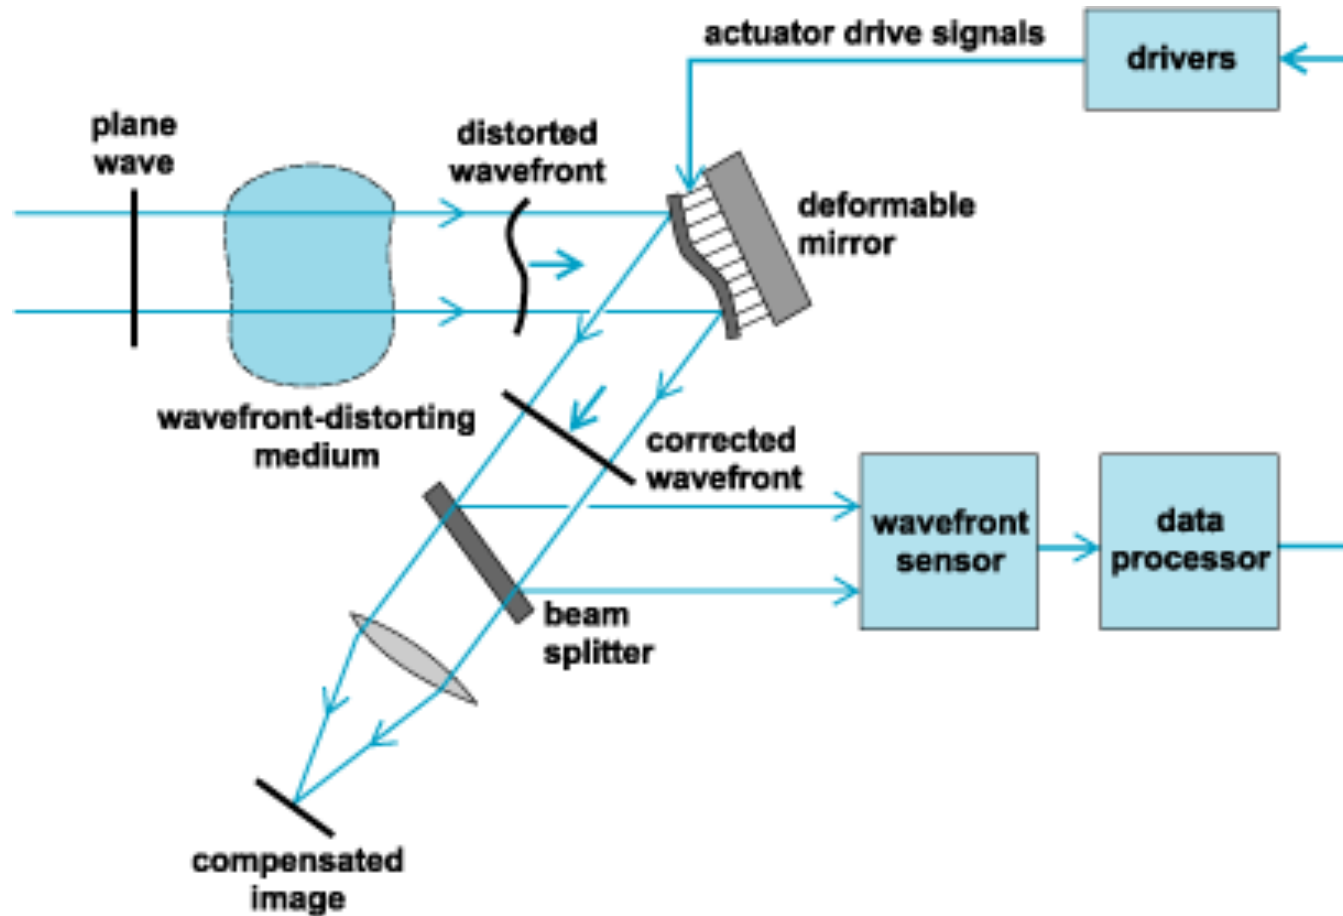 actuator drive signals
drivers
plane
wave
distorted
wavefront
deformable
mirror
wavefront-distorting
medium
corrected
wavefront
wavefront
sensor
data
processor
beam
splitter
compensated
image